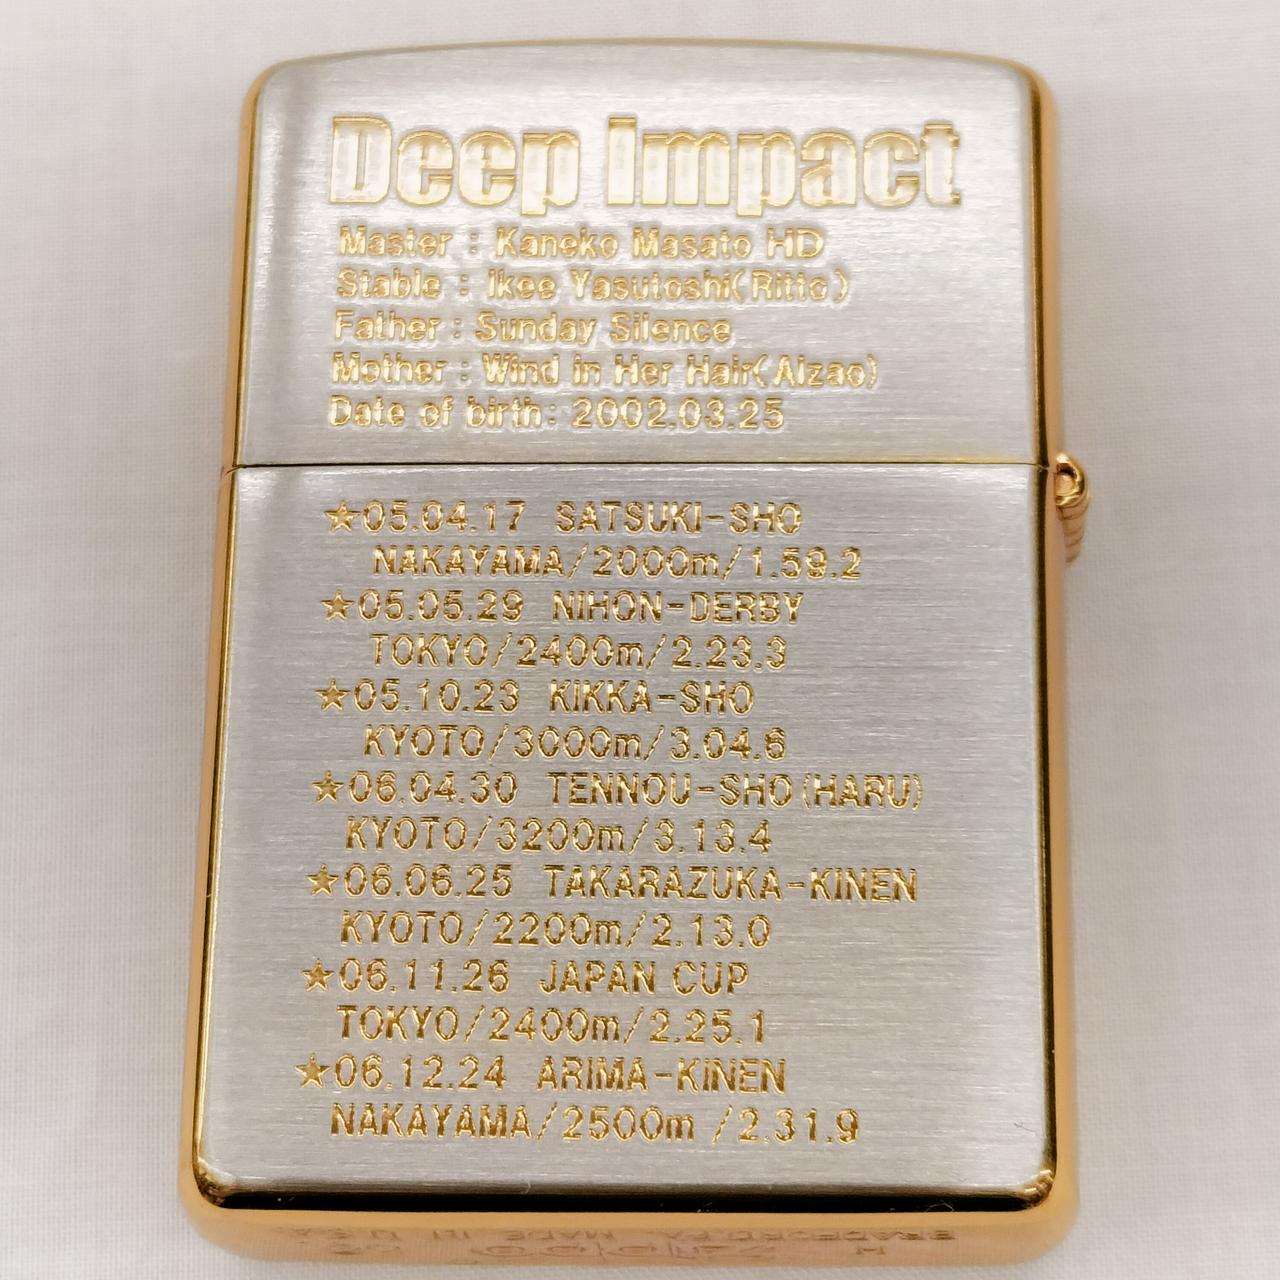 Deep Impact
Master : Kaneko Masato HD
Stable : Ikee Yasutoshi(Ritto)
Father : Sunday Silence
Mother : Wind in Her Hair(Alzao)
Date of birth : 2002.03.25
★05.04.17 SATSUKI-SHO
NAKAYAMA/2000m/1.59.2
★05.05.29 NIHON-DERBY
TOKYO/2400m/2.23.3
★05.10.23 KIKKA-SHO
KYOTO/3000m/3.04.6
★06.04.30 TENNOU-SHO(HARU)
KYOTO/3200m/3.13.4
★06.06.25 TAKARAZUKA-KINEN
KYOTO/2200m/2.13.0
★06.11.26 JAPAN CUP
TOKYO/2400m/2.25.1
★06.12.24 ARIMA-KINEN
NAKAYAMA/2500m /2.31.9
BRADFORD.PA. MADE IN U.S.A.